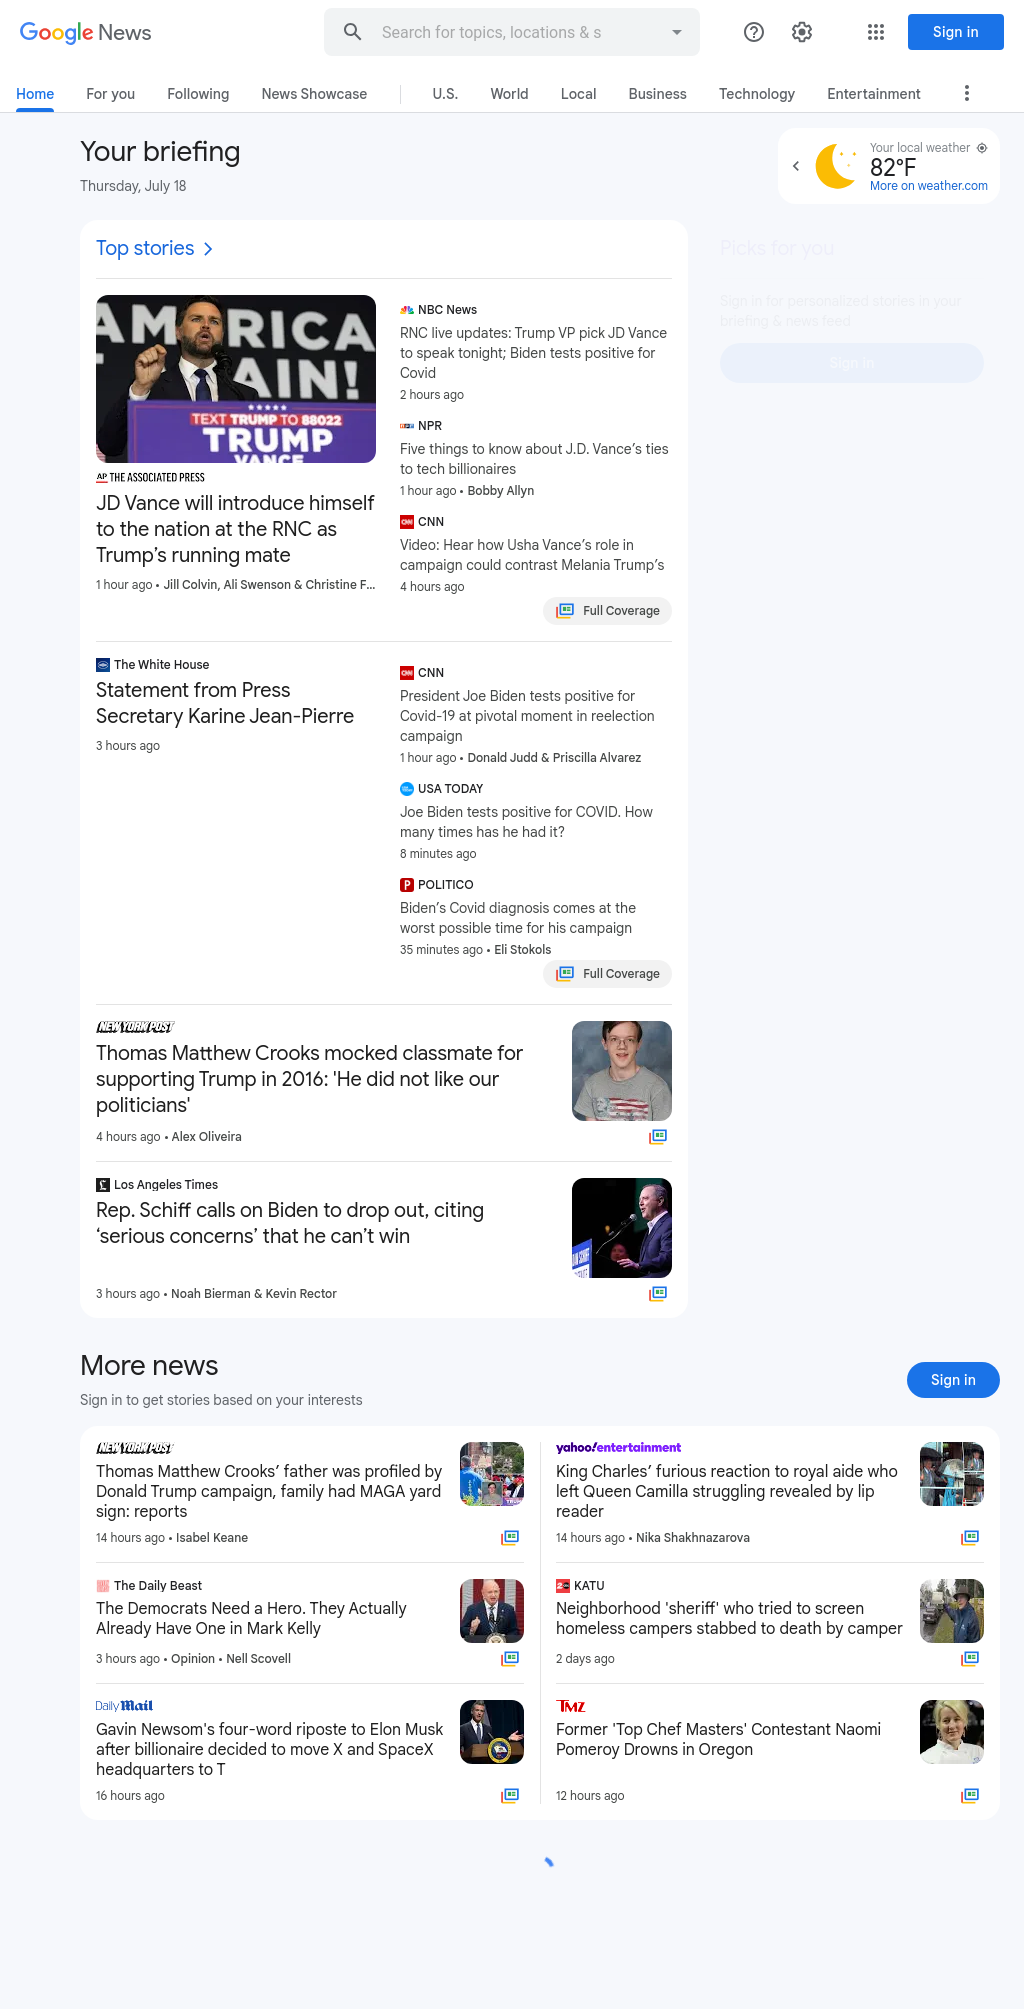 Google News
Search for topics, locations & s
Sign in
Home
For you
Following
News Showcase
U.S.
World
Local
Business
Technology
Entertainment
Your briefing
Thursday, July 18
Your local weather
82°F
More on weather.com
Top stories
Picks for you
Sign in for personalized stories in your
briefing & news feed
Sign in
AMERICA
AIN!
TEXT TRUMP TO 88022
TRUMP
VANCE
AP THE ASSOCIATED PRESS
JD Vance will introduce himself
to the nation at the RNC as
Trump’s running mate
1 hour ago • Jill Colvin, Ali Swenson & Christine F…
NBC News
RNC live updates: Trump VP pick JD Vance
to speak tonight; Biden tests positive for
Covid
2 hours ago
NPR
Five things to know about J.D. Vance’s ties
to tech billionaires
1 hour ago • Bobby Allyn
CNN
Video: Hear how Usha Vance’s role in
campaign could contrast Melania Trump’s
4 hours ago
Full Coverage
The White House
Statement from Press
Secretary Karine Jean-Pierre
3 hours ago
CNN
President Joe Biden tests positive for
Covid-19 at pivotal moment in reelection
campaign
1 hour ago • Donald Judd & Priscilla Alvarez
USA TODAY
Joe Biden tests positive for COVID. How
many times has he had it?
8 minutes ago
POLITICO
Biden’s Covid diagnosis comes at the
worst possible time for his campaign
35 minutes ago • Eli Stokols
Full Coverage
NEW YORK POST
Thomas Matthew Crooks mocked classmate for
supporting Trump in 2016: 'He did not like our
politicians'
4 hours ago • Alex Oliveira
Los Angeles Times
Rep. Schiff calls on Biden to drop out, citing
‘serious concerns’ that he can’t win
3 hours ago • Noah Bierman & Kevin Rector
More news
Sign in to get stories based on your interests
Sign in
NEW YORK POST
Thomas Matthew Crooks’ father was profiled by
Donald Trump campaign, family had MAGA yard
sign: reports
14 hours ago • Isabel Keane
yahoo!entertainment
King Charles’ furious reaction to royal aide who
left Queen Camilla struggling revealed by lip
reader
14 hours ago • Nika Shakhnazarova
The Daily Beast
The Democrats Need a Hero. They Actually
Already Have One in Mark Kelly
3 hours ago • Opinion • Nell Scovell
KATU
Neighborhood 'sheriff' who tried to screen
homeless campers stabbed to death by camper
2 days ago
Daily Mail
Gavin Newsom's four-word riposte to Elon Musk
after billionaire decided to move X and SpaceX
headquarters to T
16 hours ago
TMZ
Former 'Top Chef Masters' Contestant Naomi
Pomeroy Drowns in Oregon
12 hours ago